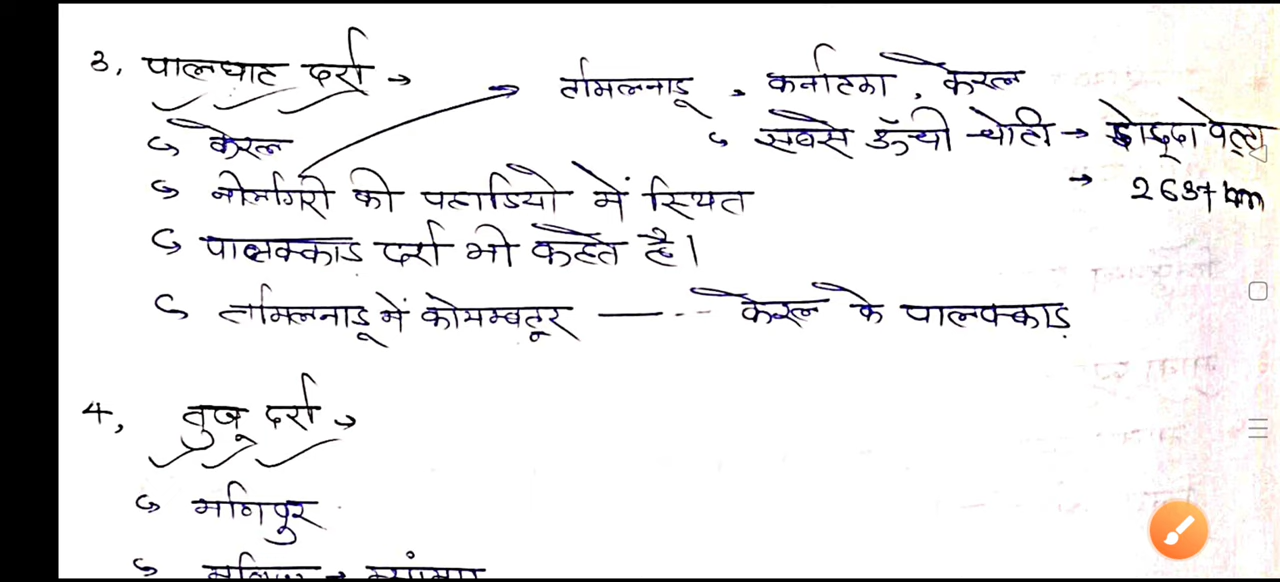 3, पालघाट दर्रा →
→ तमिलनाडू , कर्नाटका , केरल
↳ केरल
↳ सबसे ऊँची चोटी → डोड्डाबेट्टा
→ 2637 km
↳ नीलगिरी की पहाडियो में स्थित
↳ पालक्काड दर्रा भी कहते है।
↳ तमिलनाडू में कोयम्बटूर —--- केरल के पालक्काड
4, तुजू दर्रा →
↳ मणिपुर